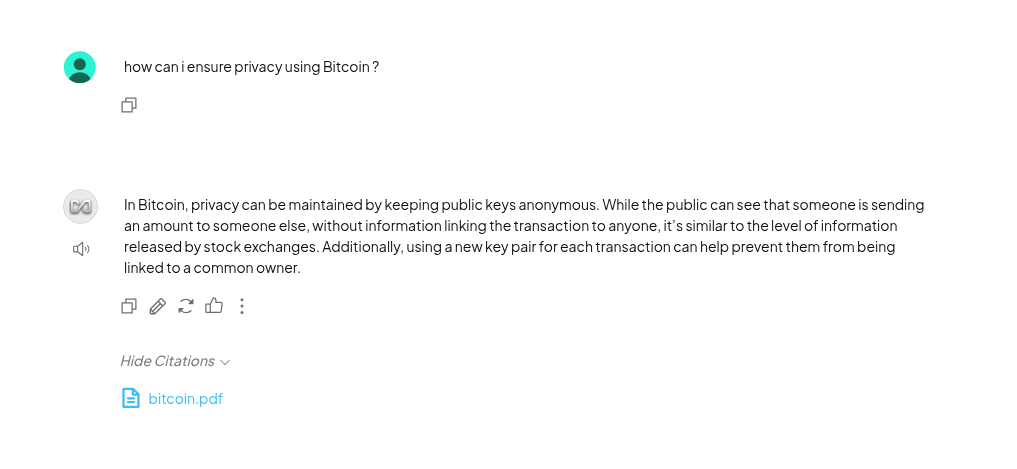 how can i ensure privacy using Bitcoin ?
In Bitcoin, privacy can be maintained by keeping public keys anonymous. While the public can see that someone is sending
an amount to someone else, without information linking the transaction to anyone, it's similar to the level of information
released by stock exchanges. Additionally, using a new key pair for each transaction can help prevent them from being
linked to a common owner.
Hide Citations
bitcoin.pdf